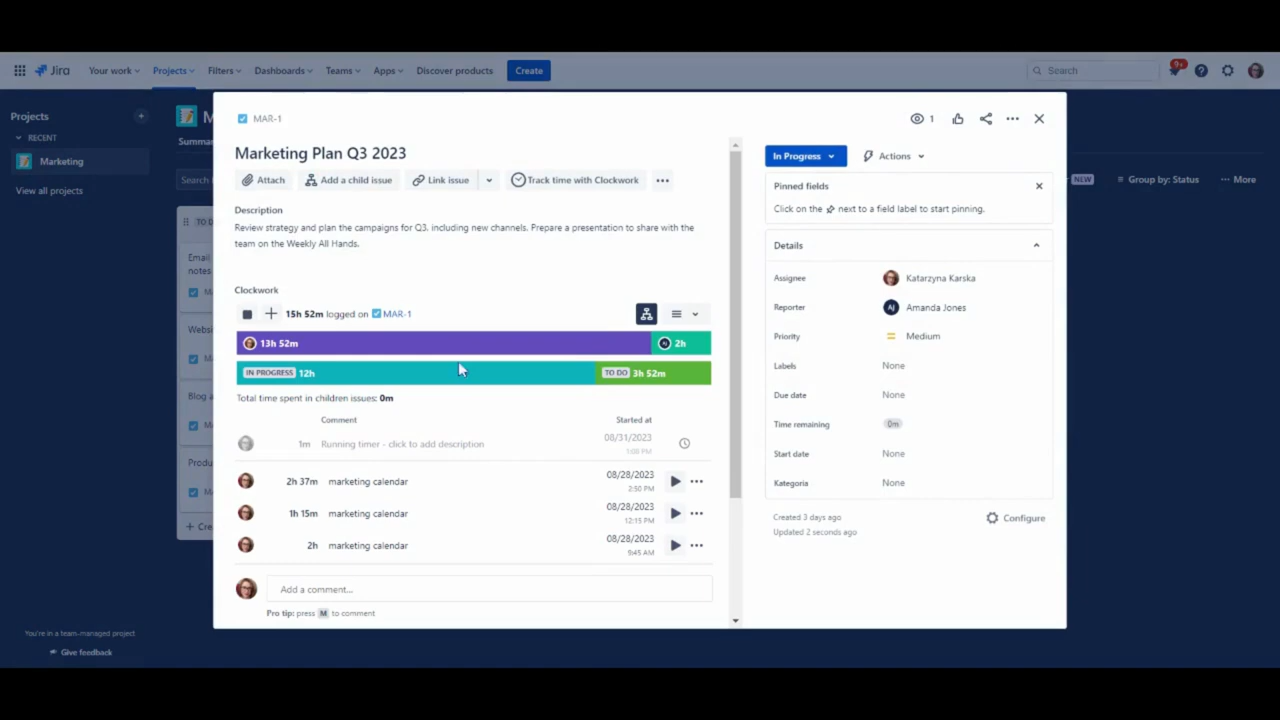 Jira
Your work
Projects
Filters
Dashboards
Teams
Apps
Discover products
Create
Search
9+
Projects
RECENT
Marketing
View all projects
You're in a team-managed project
Give feedback
M
Summar
Search
TO D
Email
notes
M
Websi
M
Blog a
M
Produ
M
Cre
NEW
Group by: Status
More
MAR-1
1
Marketing Plan Q3 2023
Attach
Add a child issue
Link issue
Track time with Clockwork
Description
Review strategy and plan the campaigns for Q3, including new channels. Prepare a presentation to share with the
team on the Weekly All Hands.
Clockwork
15h 52m logged on MAR-1
13h 52m AJ 2h
IN PROGRESS 12h TO DO 3h 52m
Total time spent in children issues: 0m
Comment Started at
1m Running timer - click to add description 08/31/2023
1:08 PM
2h 37m marketing calendar 08/28/2023
2:50 PM
1h 15m marketing calendar 08/28/2023
12:15 PM
2h marketing calendar 08/28/2023
9:45 AM
Add a comment...
Pro tip: press M to comment
In Progress
Actions
Pinned fields
Click on the next to a field label to start pinning.
Details
Assignee Katarzyna Karska
Reporter AJ Amanda Jones
Priority Medium
Labels None
Due date None
Time remaining 0m
Start date None
Kategoria None
Created 3 days ago
Updated 2 seconds ago
Configure